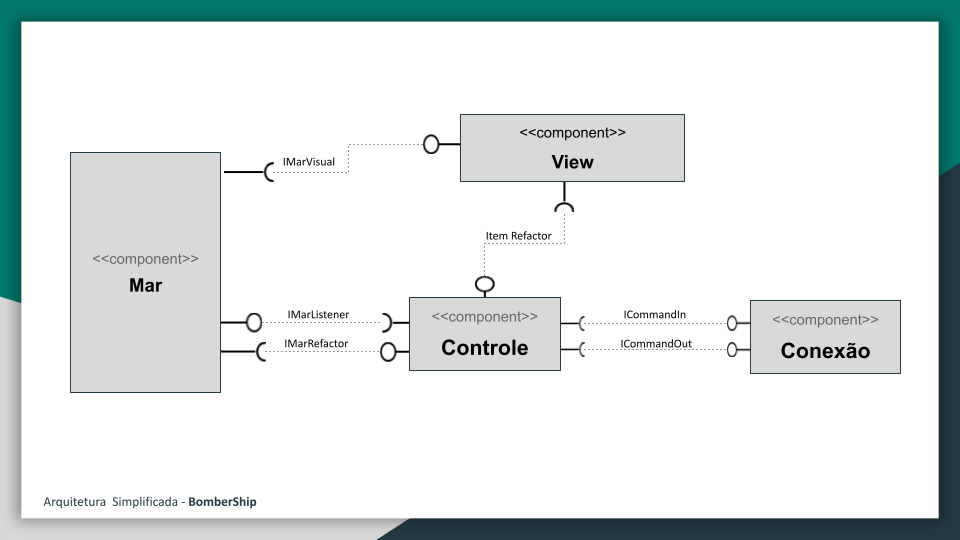 <<component>>
View
IMarVisual
Item Refactor
<<component>>
Mar
IMarListener
IMarRefactor
<<component>>
Controle
ICommandIn
ICommandOut
<<component>>
Conexão
Arquitetura Simplificada - BomberShip